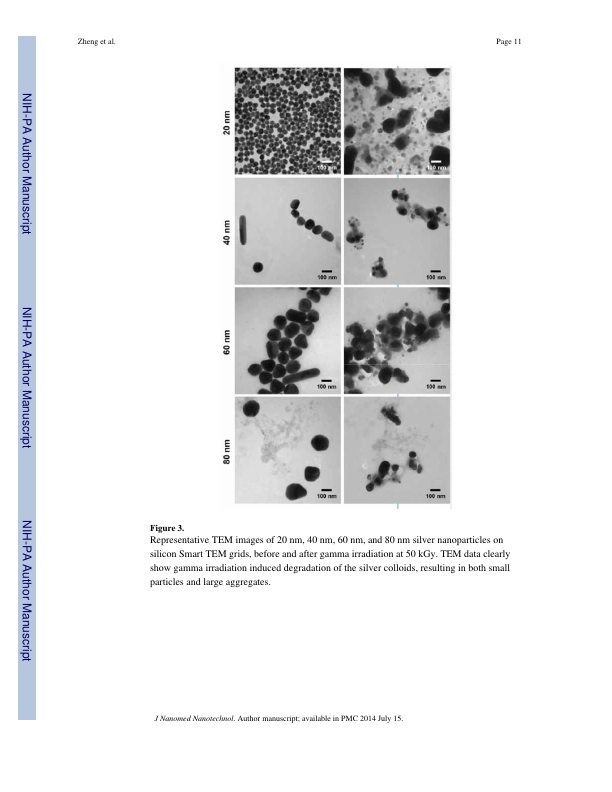 Zheng et al.
Page 11
NIH-PA Author Manuscript
NIH-PA Author Manuscript
NIH-PA Author Manuscript
20 nm
100 nm
100 nm
40 nm
100 nm
100 nm
60 nm
100 nm
100 nm
80 nm
100 nm
100 nm
Figure 3.
Representative TEM images of 20 nm, 40 nm, 60 nm, and 80 nm silver nanoparticles on
silicon Smart TEM grids, before and after gamma irradiation at 50 kGy. TEM data clearly
show gamma irradiation induced degradation of the silver colloids, resulting in both small
particles and large aggregates.
J Nanomed Nanotechnol. Author manuscript; available in PMC 2014 July 15.